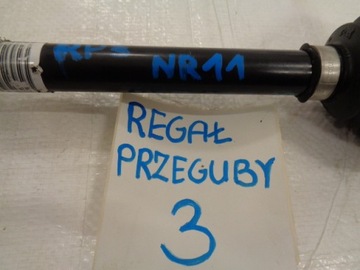 NR11
REGAŁ
PRZEGUBY
3